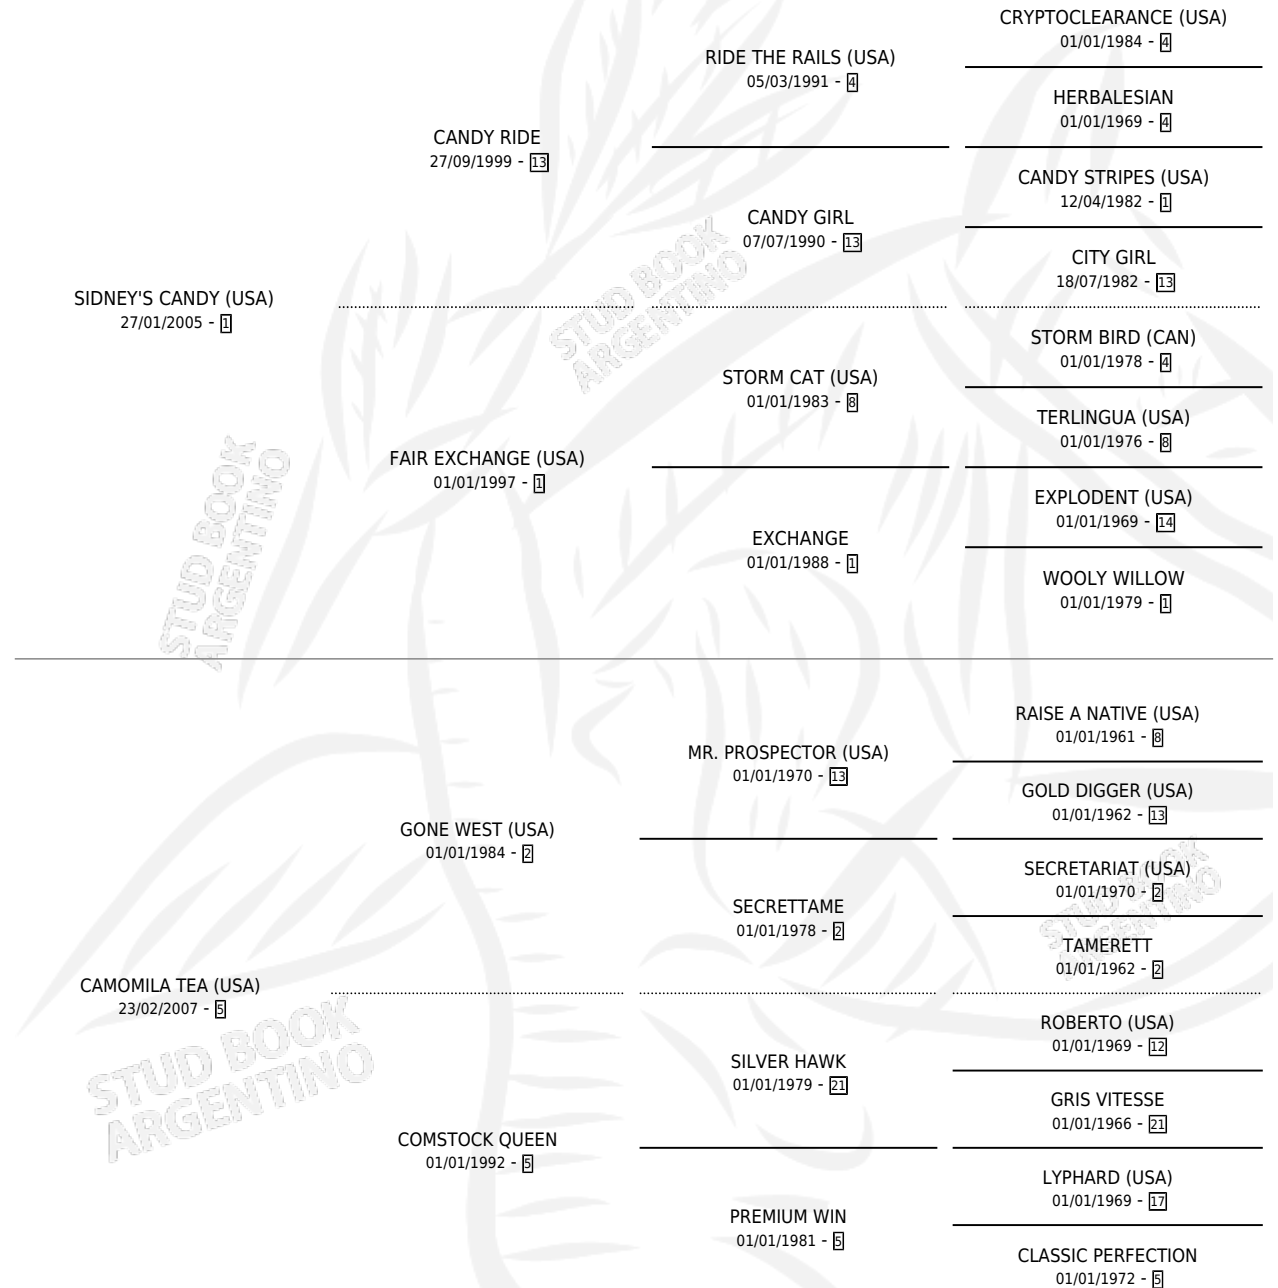 CRYPTOCLEARANCE (USA)
01/01/1984 - 4
RIDE THE RAILS (USA)
05/03/1991 - 4
HERBALESIAN
01/01/1969 - 4
CANDY RIDE
27/09/1999 - 13
CANDY STRIPES (USA)
12/04/1982 - 1
CANDY GIRL
07/07/1990 - 13
CITY GIRL
18/07/1982 - 13
SIDNEY'S CANDY (USA)
27/01/2005 - 1
STUD BOOK
ARGENTINO
STORM BIRD (CAN)
01/01/1978 - 4
STORM CAT (USA)
01/01/1983 - 8
TERLINGUA (USA)
01/01/1976 - 8
FAIR EXCHANGE (USA)
01/01/1997 - 1
EXPLODENT (USA)
01/01/1969 - 14
EXCHANGE
01/01/1988 - 1
WOOLY WILLOW
01/01/1979 - 1
STUD BOOK
ARGENTINO
RAISE A NATIVE (USA)
01/01/1961 - 8
MR. PROSPECTOR (USA)
01/01/1970 - 13
GOLD DIGGER (USA)
01/01/1962 - 13
GONE WEST (USA)
01/01/1984 - 2
SECRETARIAT (USA)
01/01/1970 - 2
SECRETTAME
01/01/1978 - 2
TAMERETT
01/01/1962 - 2
STUD BOOK
ARGENTINO
CAMOMILA TEA (USA)
23/02/2007 - 5
ROBERTO (USA)
01/01/1969 - 12
SILVER HAWK
01/01/1979 - 21
GRIS VITESSE
01/01/1966 - 21
STUD BOOK
ARGENTINO
COMSTOCK QUEEN
01/01/1992 - 5
LYPHARD (USA)
01/01/1969 - 17
PREMIUM WIN
01/01/1981 - 5
CLASSIC PERFECTION
01/01/1972 - 5